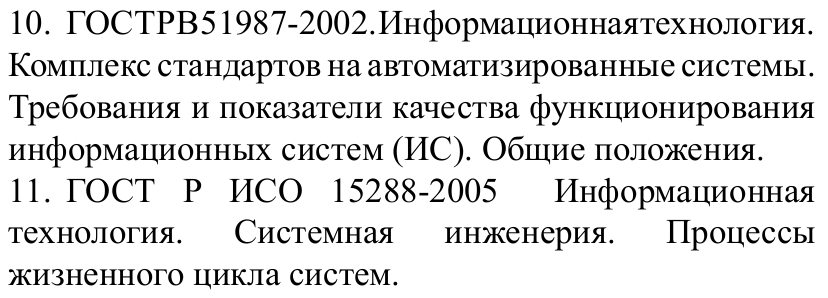 10. ГОСТРВ51987-2002.Информационнаятехнология.
Комплекс стандартов на автоматизированные системы.
Требования и показатели качества функционирования
информационных систем (ИС). Общие положения.
11. ГОСТ Р ИСО 15288-2005 Информационная
технология. Системная инженерия. Процессы
жизненного цикла систем.